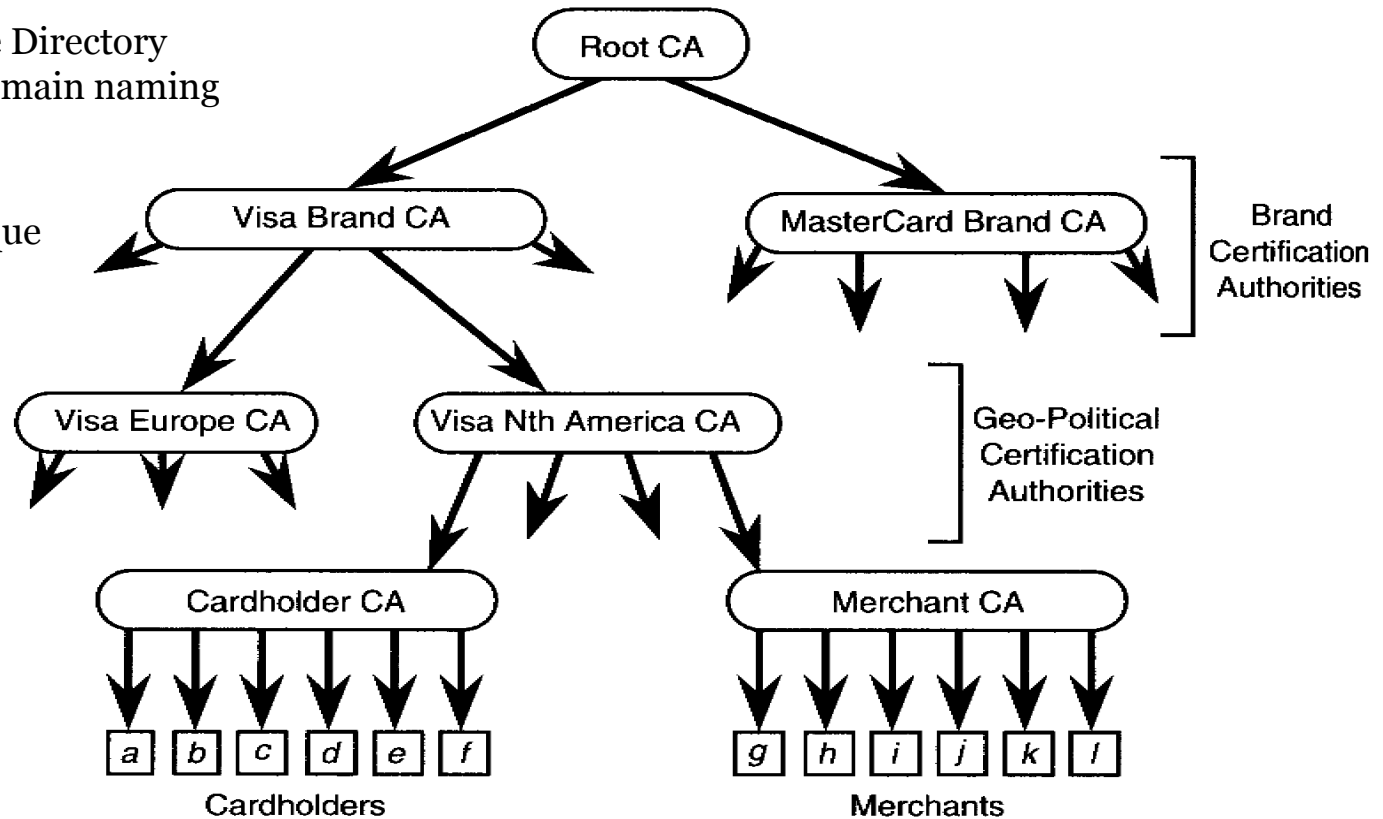 Directory
main naming
que
Root CA
Visa Brand CA
MasterCard Brand CA
Brand
Certification
Authorities
Visa Europe CA
Visa Nth America CA
Geo-Political
Certification
Authorities
Cardholder CA
Merchant CA
a b c d e f
g h i j k l
Cardholders
Merchants